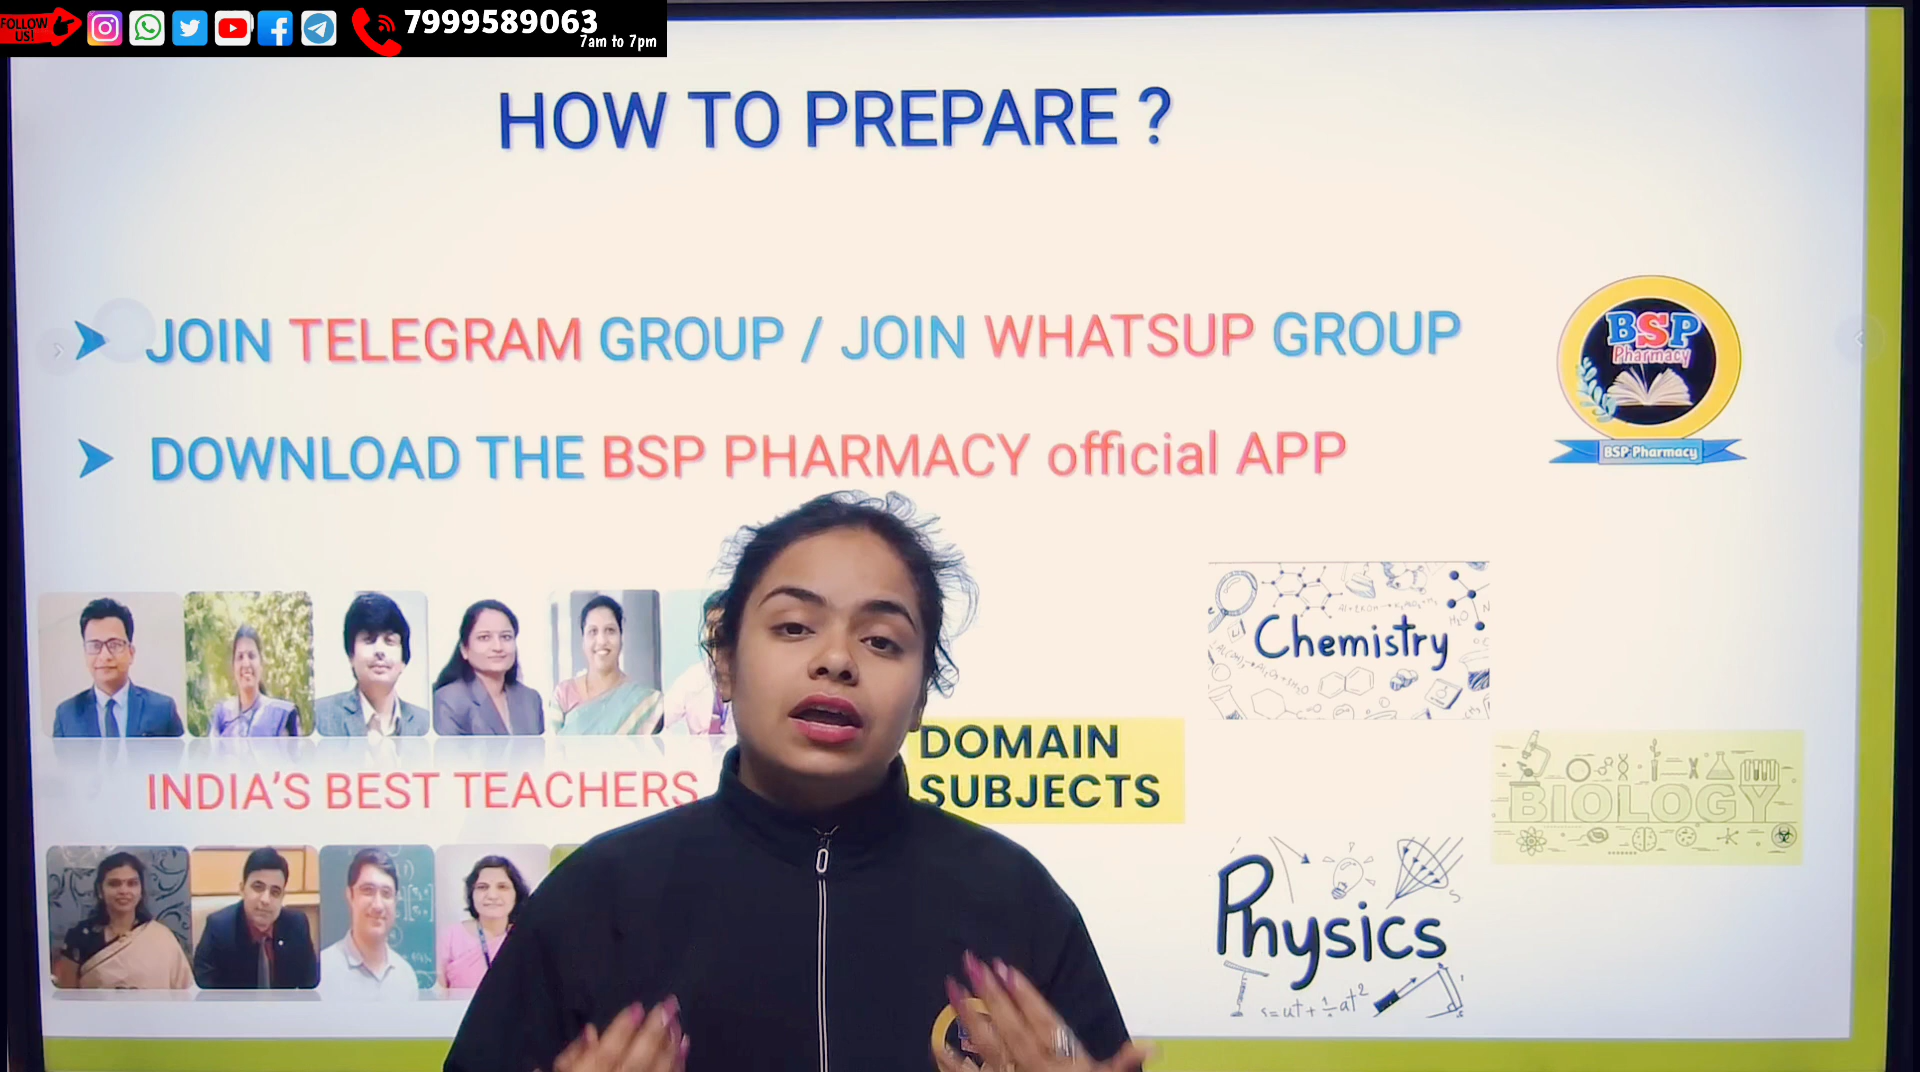 FOLLOW
US!
7999589063
7am to 7pm
HOW TO PREPARE ?
JOIN TELEGRAM GROUP / JOIN WHATSUP GROUP
DOWNLOAD THE BSP PHARMACY official APP
BSP
Pharmacy
BSP Pharmacy
Chemistry
INDIA'S BEST TEACHERS
DOMAIN
SUBJECTS
BIOLOGY
Physics
s=ut+½at²